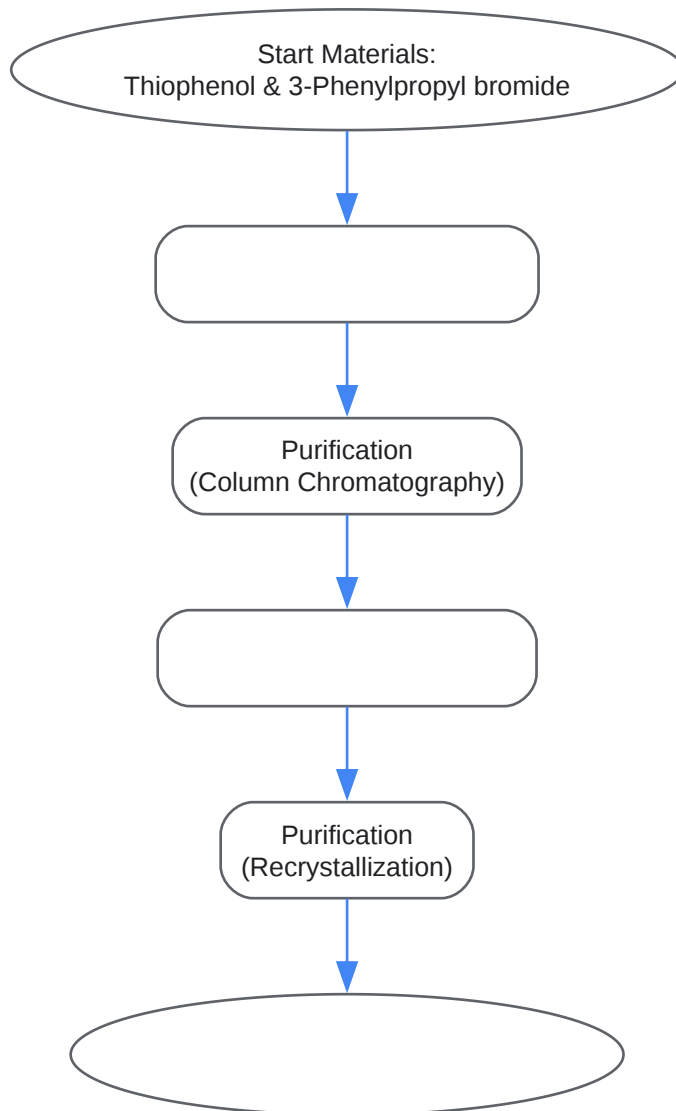 Start Materials:
Thiophenol & 3-Phenylpropyl bromide
Purification
(Column Chromatography)
Purification
(Recrystallization)